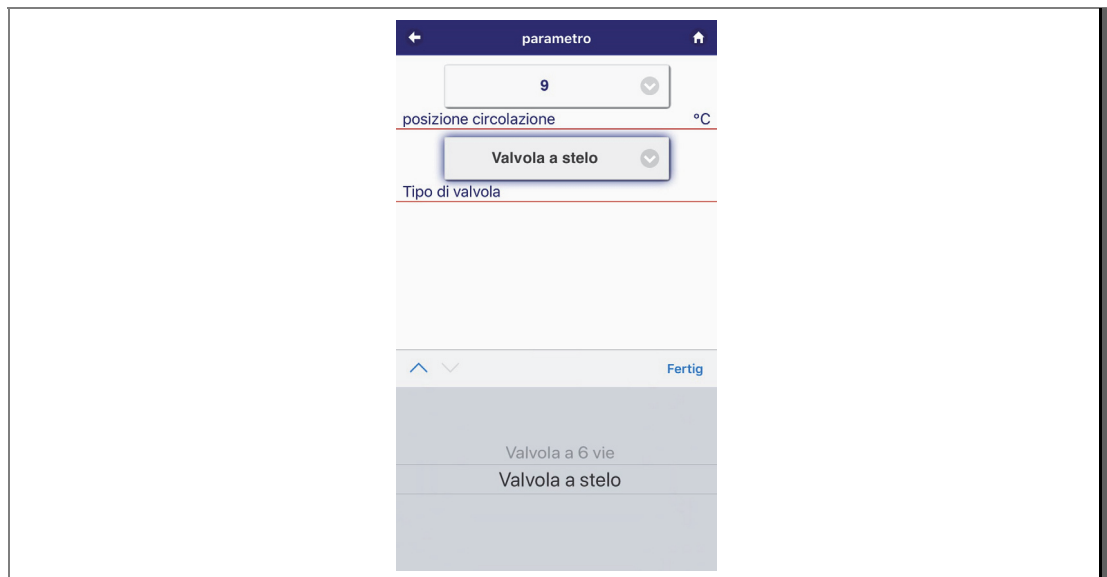 parametro
9
posizione circolazione °C
Valvola a stelo
Tipo di valvola
Fertig
Valvola a 6 vie
Valvola a stelo